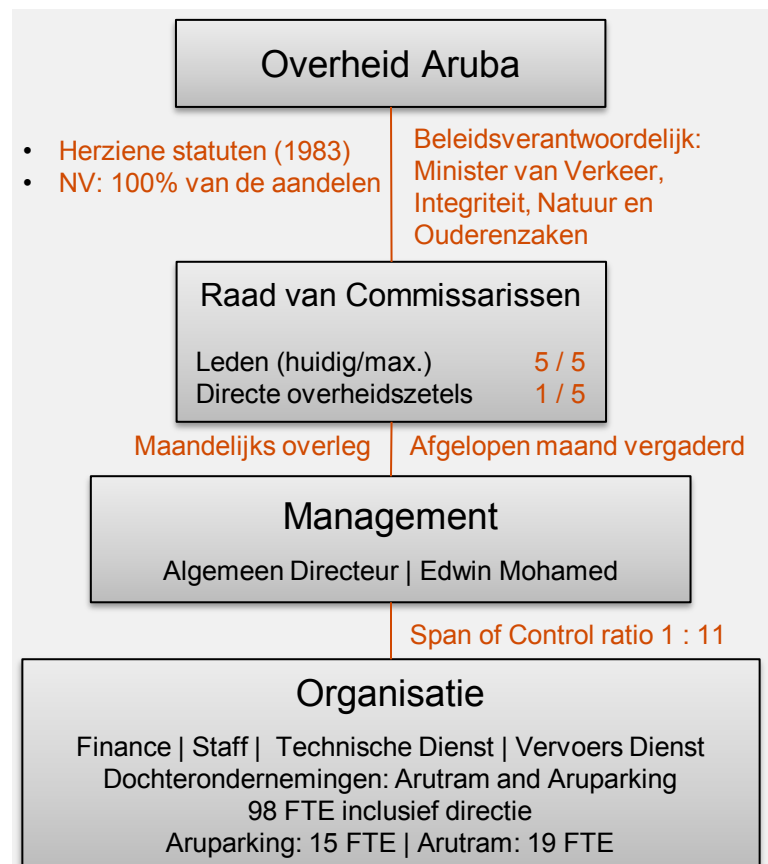 Overheid Aruba
• Herziene statuten (1983)
• NV: 100% van de aandelen
Beleidsverantwoordelijk:
Minister van Verkeer,
Integriteit, Natuur en
Ouderenzaken
Raad van Commissarissen
Leden (huidig/max.) 5 / 5
Directe overheidszetels 1 / 5
Maandelijks overleg
Afgelopen maand vergaderd
Management
Algemeen Directeur | Edwin Mohamed
Span of Control ratio 1 : 11
Organisatie
Finance | Staff | Technische Dienst | Vervoers Dienst
Dochterondernemingen: Arutram and Aruparking
98 FTE inclusief directie
Aruparking: 15 FTE | Arutram: 19 FTE